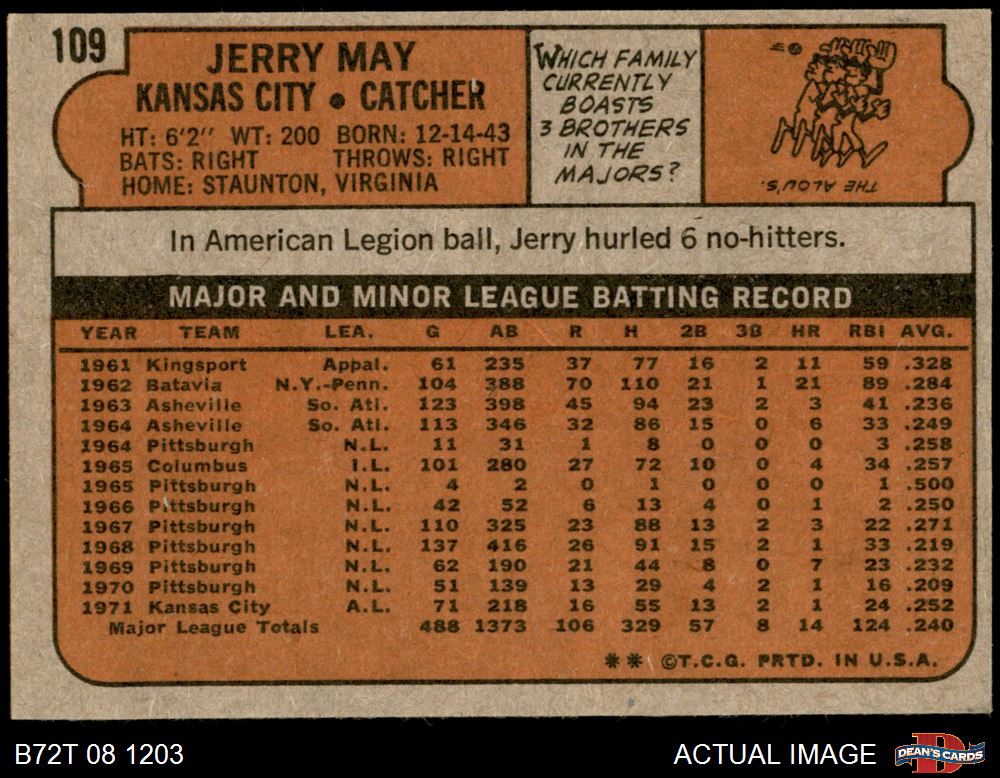 109
JERRY MAY
KANSAS CITY • CATCHER
HT: 6'2" WT: 200 BORN: 12-14-43
BATS: RIGHT THROWS: RIGHT
HOME: STAUNTON, VIRGINIA
WHICH FAMILY
CURRENTLY
BOASTS
3 BROTHERS
IN THE
MAJORS?
THE ALOU'S.
In American Legion ball, Jerry hurled 6 no-hitters.
MAJOR AND MINOR LEAGUE BATTING RECORD
YEAR TEAM LEA. G AB R H 2B 3B HR RBI AVG.
1961 Kingsport Appal. 61 235 37 77 16 2 11 59 .328
1962 Batavia N.Y.-Penn. 104 388 70 110 21 1 21 89 .284
1963 Asheville So. Atl. 123 398 45 94 23 2 3 41 .236
1964 Asheville So. Atl. 113 346 32 86 15 0 6 33 .249
1964 Pittsburgh N.L. 11 31 1 8 0 0 0 3 .258
1965 Columbus I.L. 101 280 27 72 10 0 4 34 .257
1965 Pittsburgh N.L. 4 2 0 1 0 0 0 1 .500
1966 Pittsburgh N.L. 42 52 6 13 4 0 1 2 .250
1967 Pittsburgh N.L. 110 325 23 88 13 2 3 22 .271
1968 Pittsburgh N.L. 137 416 26 91 15 2 1 33 .219
1969 Pittsburgh N.L. 62 190 21 44 8 0 7 23 .232
1970 Pittsburgh N.L. 51 139 13 29 4 2 1 16 .209
1971 Kansas City A.L. 71 218 16 55 13 2 1 24 .252
Major League Totals 488 1373 106 329 57 8 14 124 .240
** ©T.C.G. PRTD. IN U.S.A.
B72T 08 1203
ACTUAL IMAGE
DEAN'S CARDS